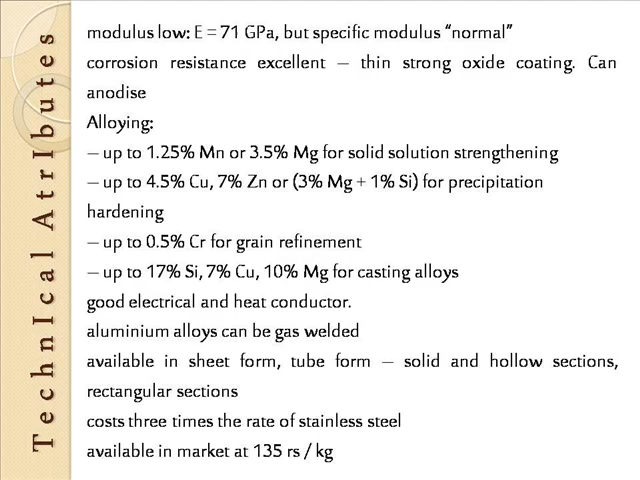 TechnIcal AtrIbutes
modulus low: E = 71 GPa, but specific modulus “normal”
corrosion resistance excellent – thin strong oxide coating. Can
anodise
Alloying:
– up to 1.25% Mn or 3.5% Mg for solid solution strengthening
– up to 4.5% Cu, 7% Zn or (3% Mg + 1% Si) for precipitation
hardening
– up to 0.5% Cr for grain refinement
– up to 17% Si, 7% Cu, 10% Mg for casting alloys
good electrical and heat conductor.
aluminium alloys can be gas welded
available in sheet form, tube form – solid and hollow sections,
rectangular sections
costs three times the rate of stainless steel
available in market at 135 rs / kg